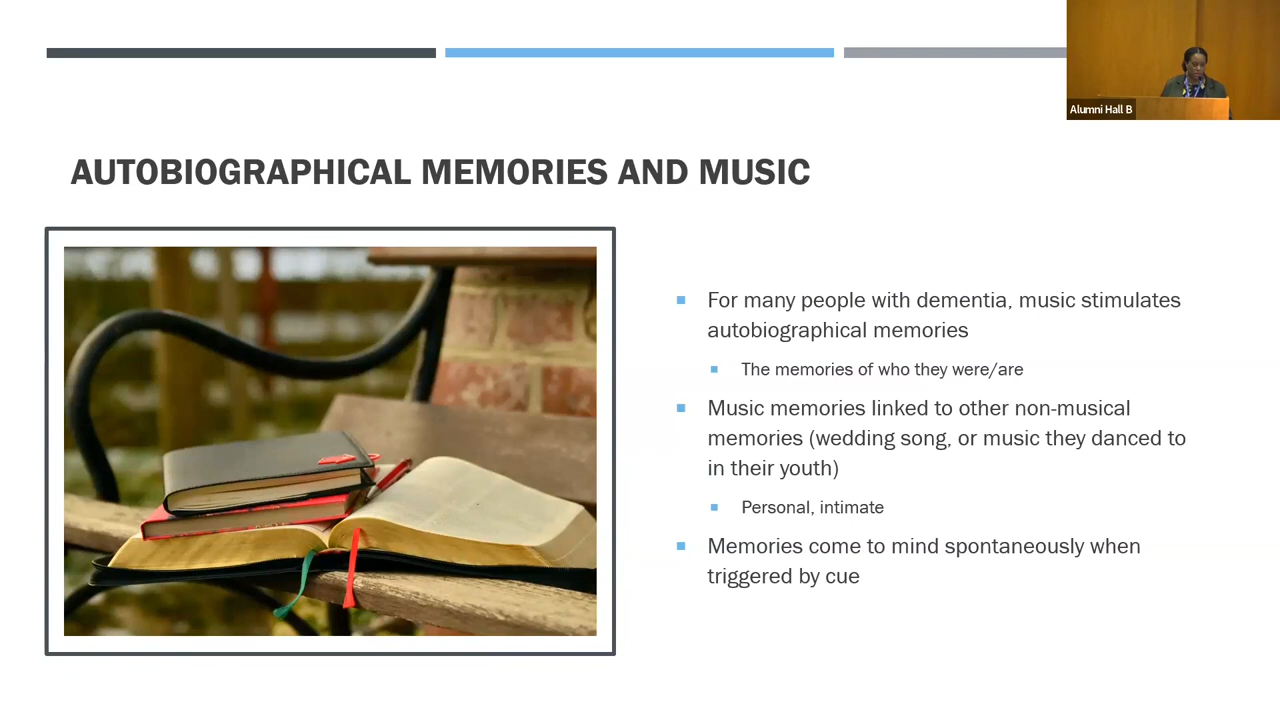 Alumni Hall B
AUTOBIOGRAPHICAL MEMORIES AND MUSIC
For many people with dementia, music stimulates
autobiographical memories
The memories of who they were/are
Music memories linked to other non-musical
memories (wedding song, or music they danced to
in their youth)
Personal, intimate
Memories come to mind spontaneously when
triggered by cue